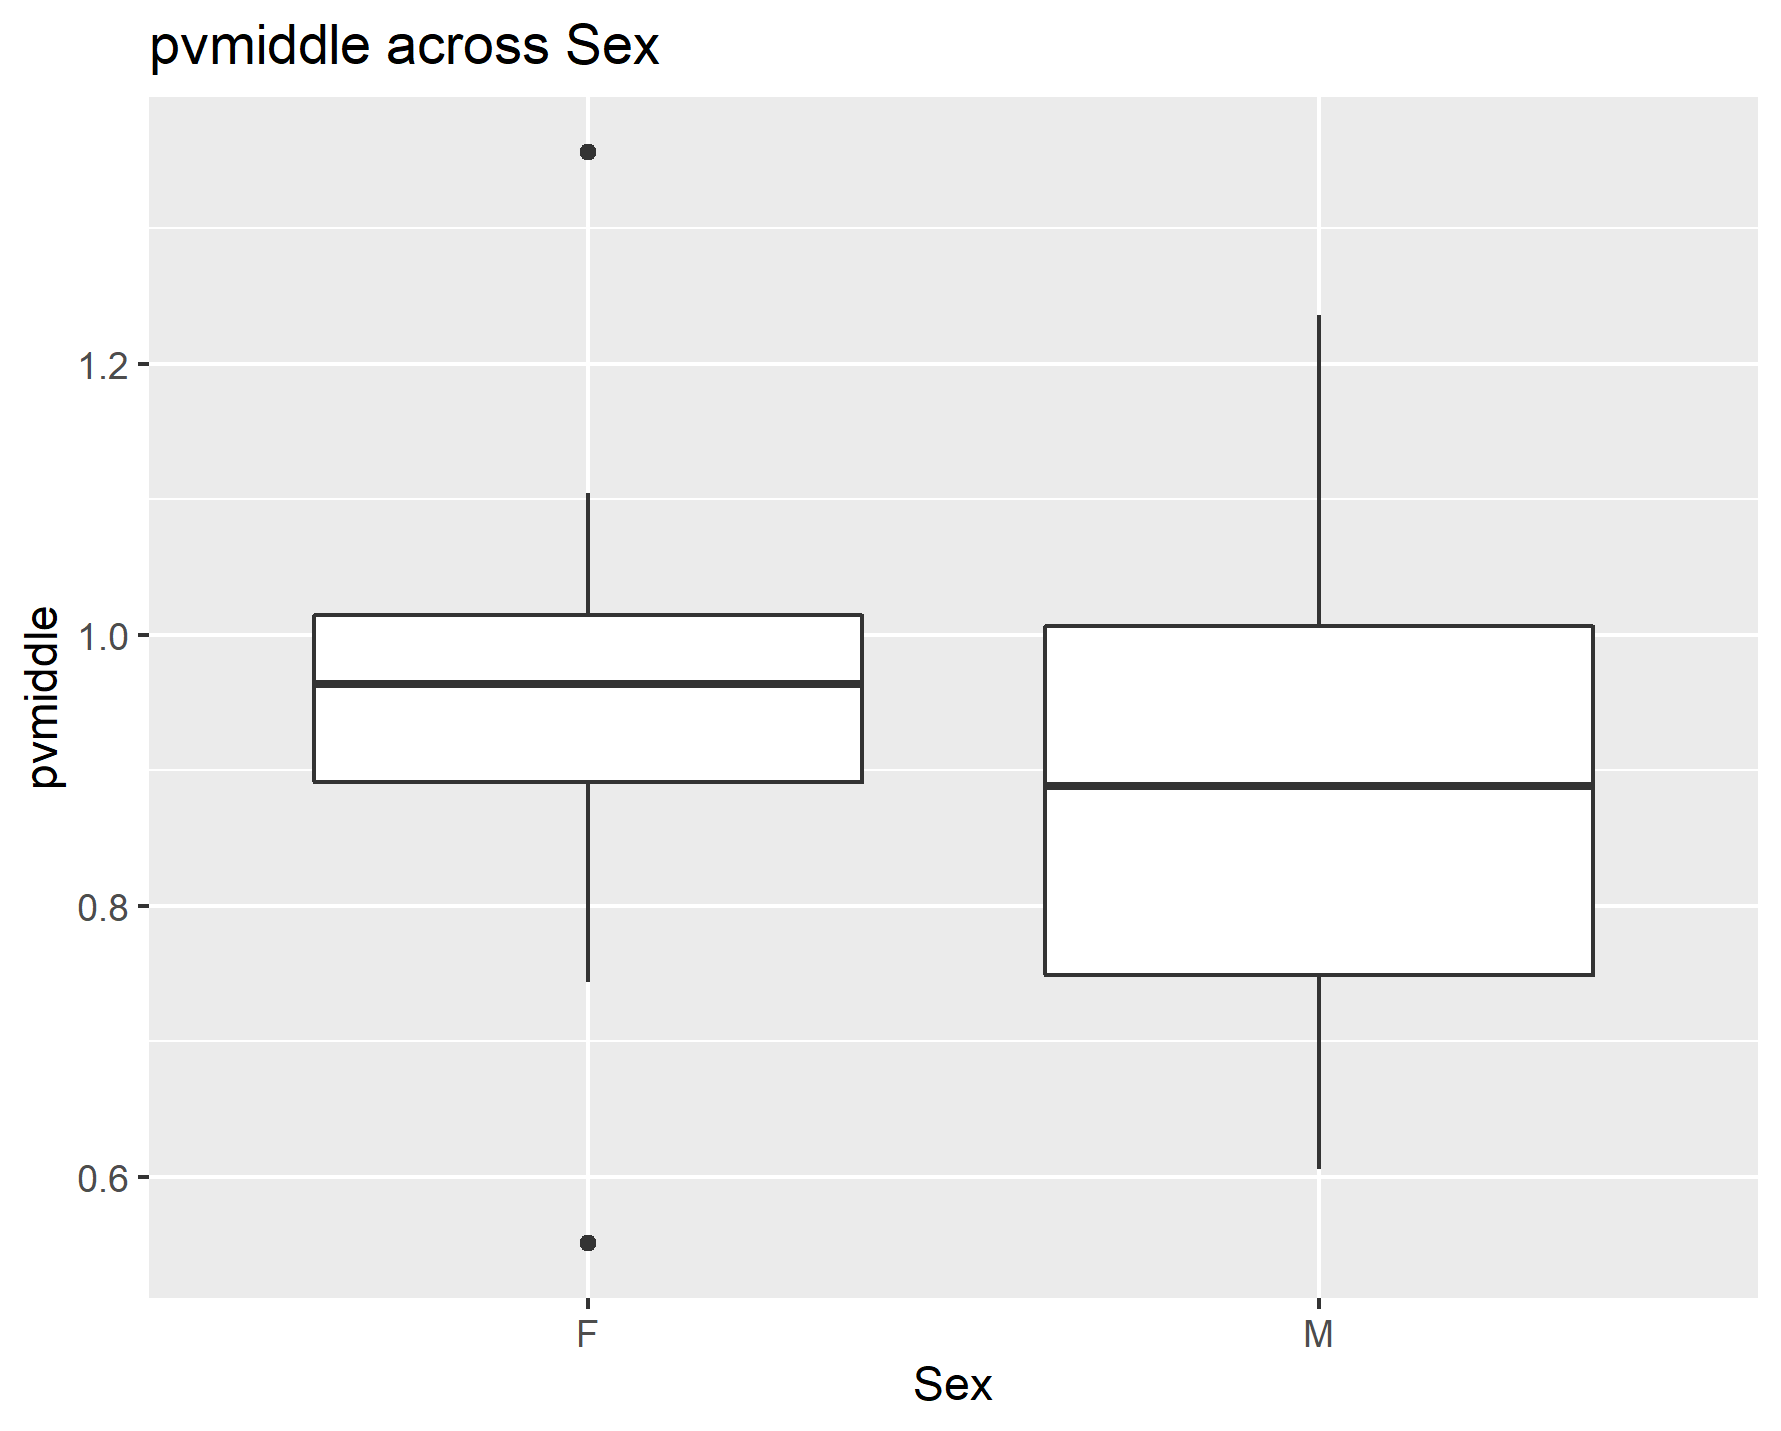 pvmiddle across Sex
pvmiddle
1.2
1.0
0.8
0.6
F
M
Sex